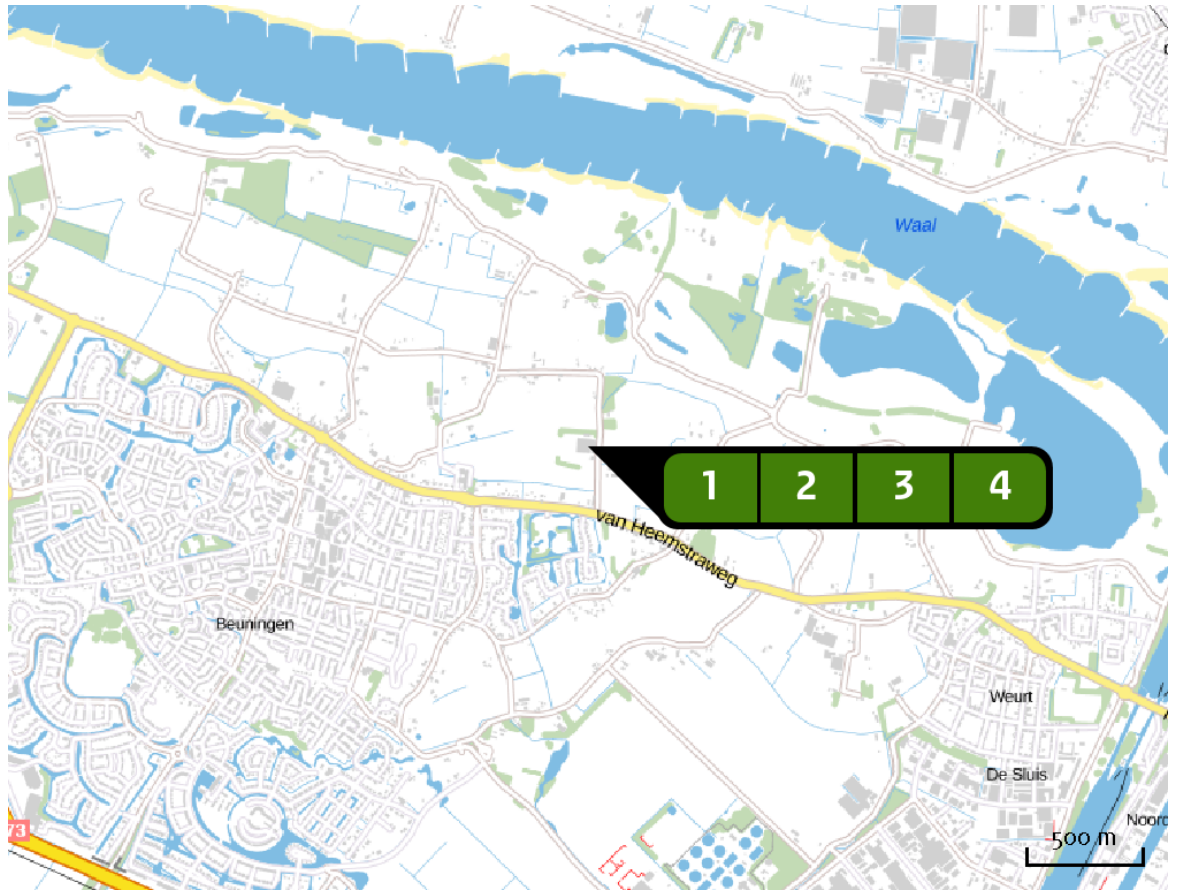 Waal
1 2 3 4
van Heemstraweg
Beuningen
Weurt
De Sluis
73
Noord
500 m